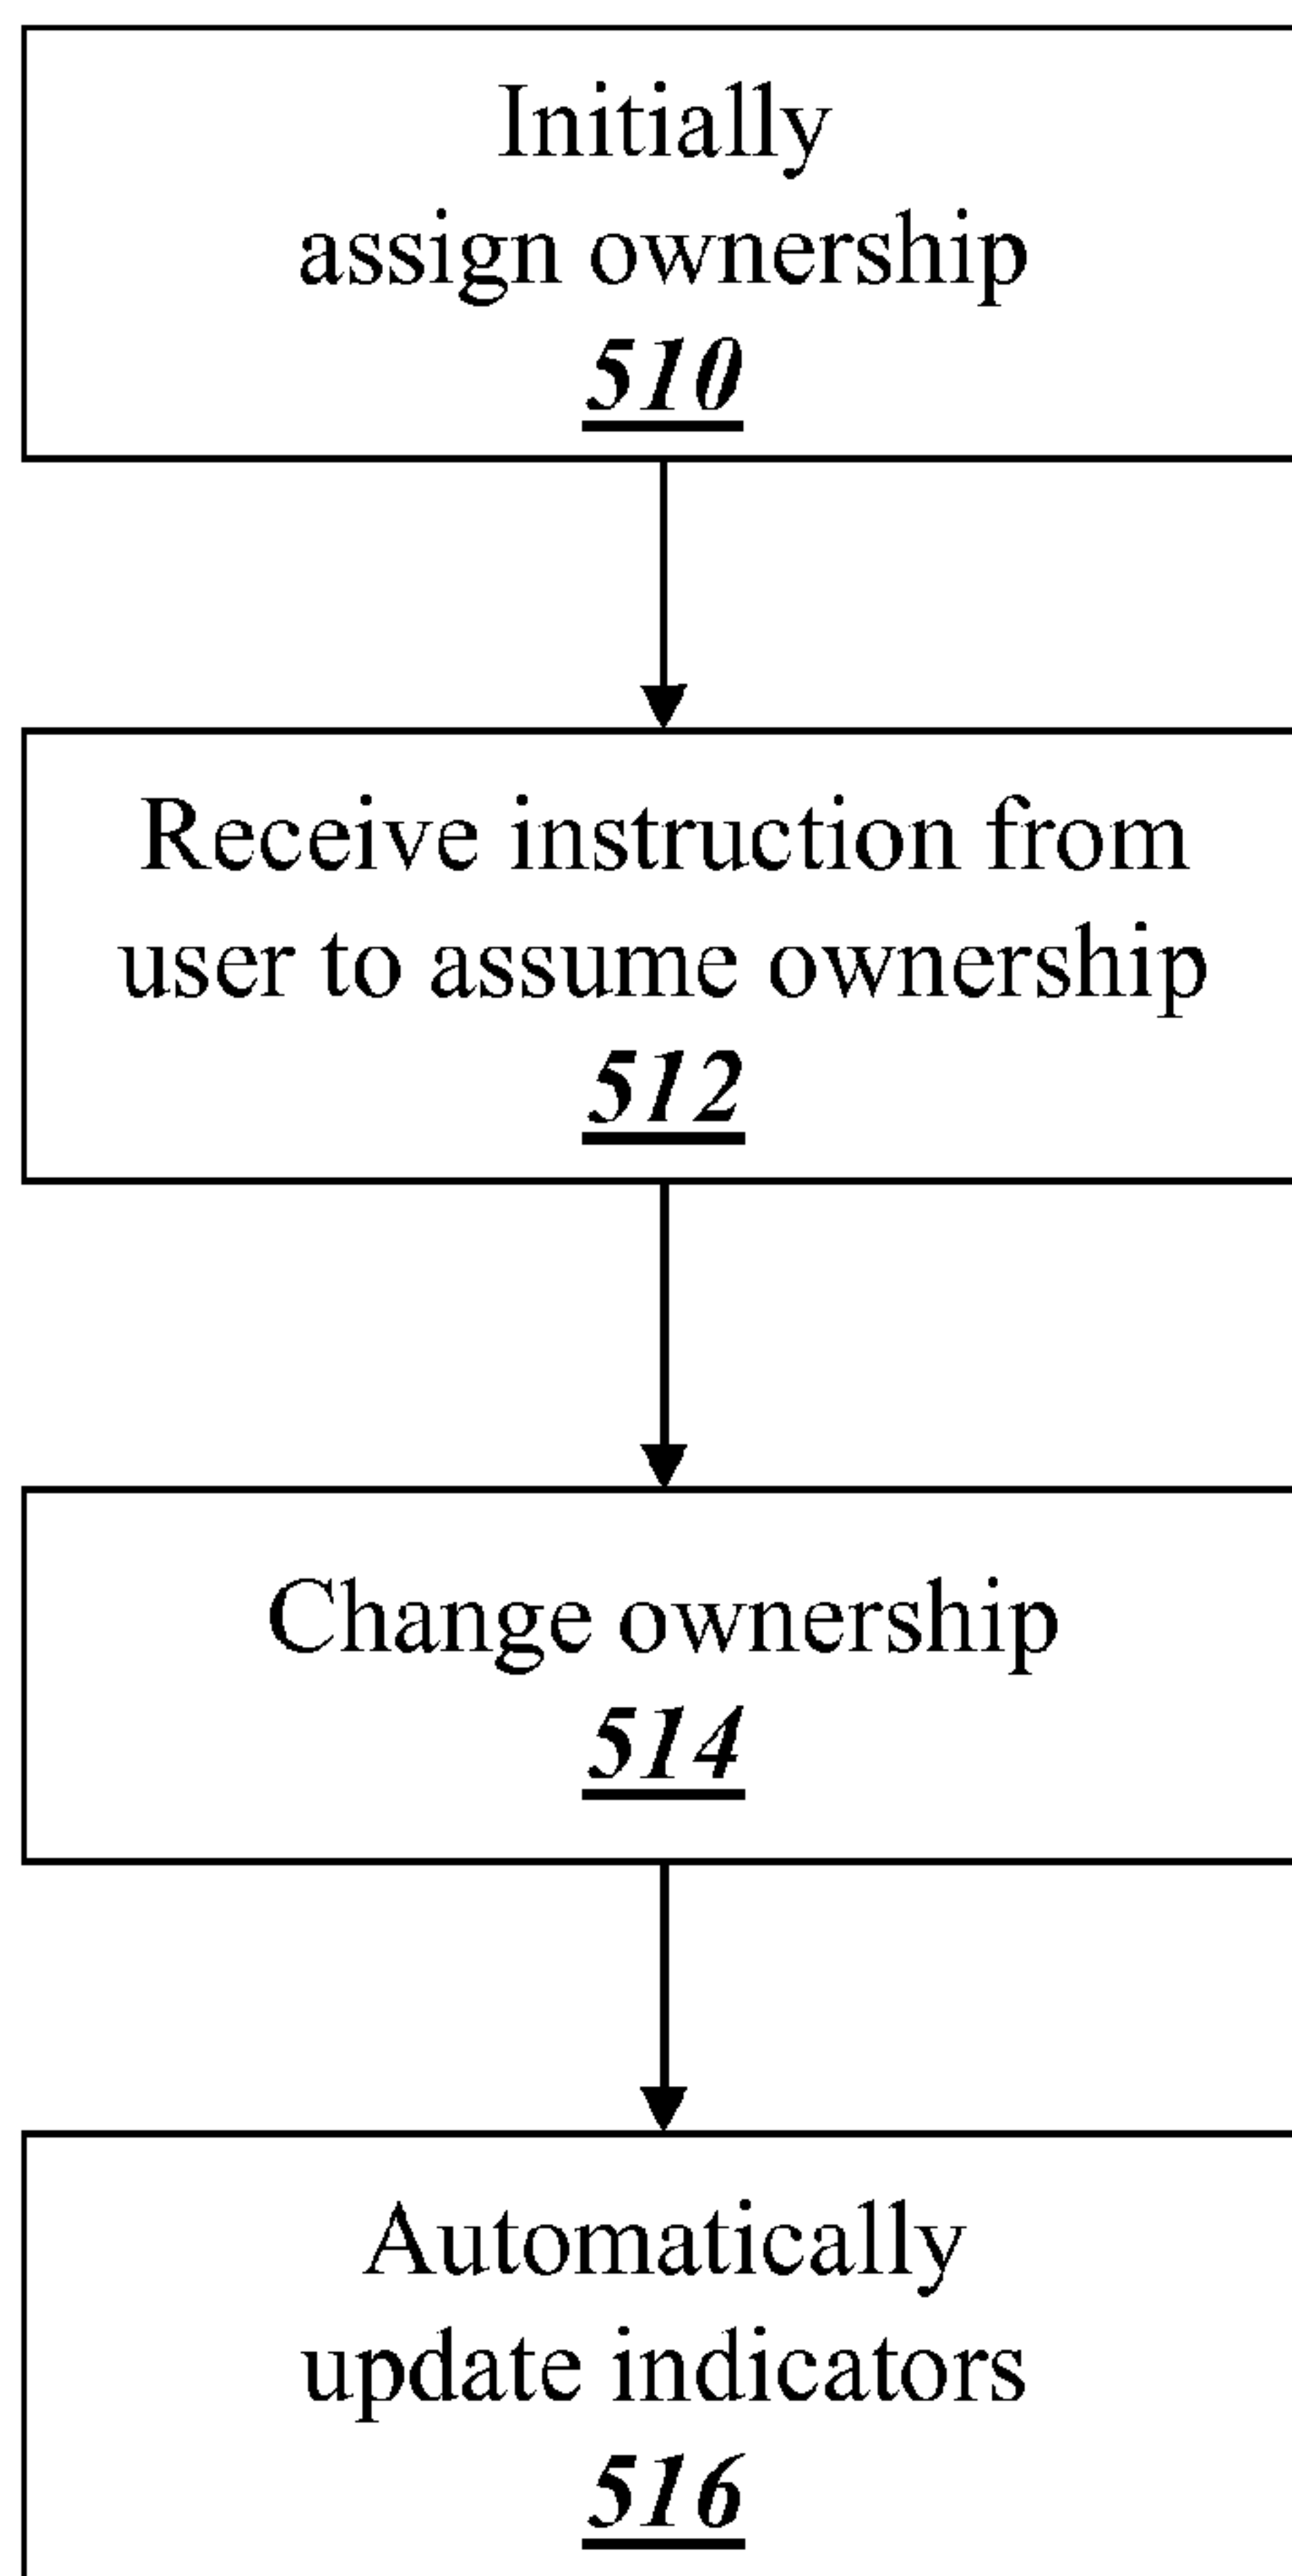 Initially
assign ownership
510
Receive instruction from
user to assume ownership
512
Change ownership
514
Automatically
update indicators
516